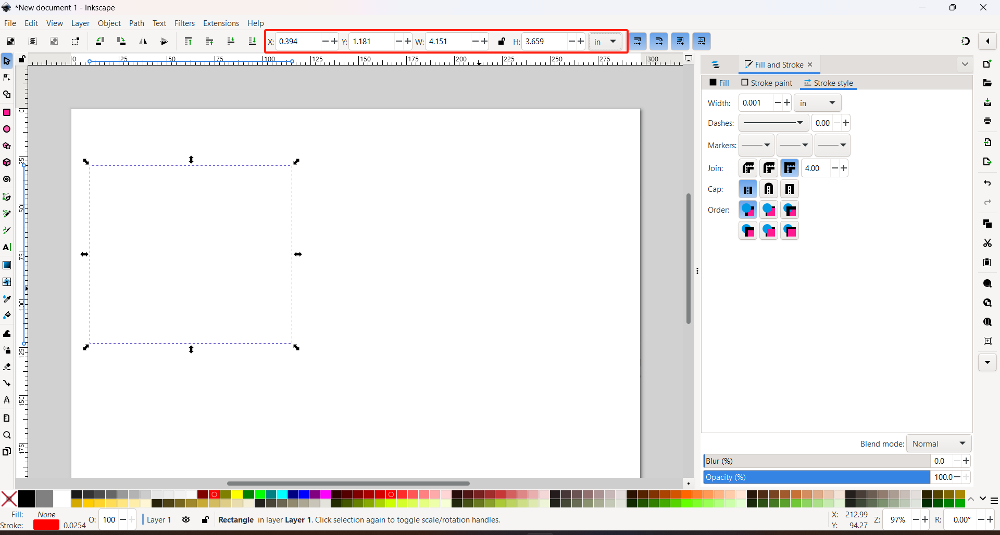 *New document 1 - Inkscape
File Edit View Layer Object Path Text Filters Extensions Help
X: 0.394 Y: 1.181 W: 4.151 H: 3.659 in
0 25 50 75 100 125 150 175 200 225 250 275 300
0
25
50
75
100
125
150
175
Fill and Stroke
Fill Stroke paint Stroke style
Width: 0.001 in
Dashes: 0.00
Markers:
Join: 4.00
Cap:
Order:
Blend mode: Normal
Blur (%) 0.0
Opacity (%) 100.0
Fill: None
Stroke: 0.0254
O: 100
Layer 1
Rectangle in layer Layer 1. Click selection again to toggle scale/rotation handles.
X: 212.99
Y: 94.27
Z: 97%
R: 0.00°